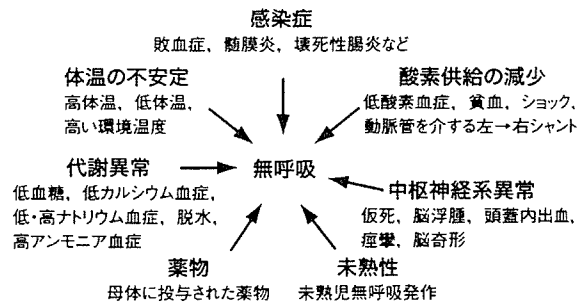 感染症
敗血症，髄膜炎，壊死性腸炎など
体温の不安定
高体温，低体温，
高い環境温度
酸素供給の減少
低酸素血症，貧血，ショック，
動脈管を介する左→右シャント
代謝異常
低血糖，低カルシウム血症，
低・高ナトリウム血症，脱水，
高アンモニア血症
無呼吸
中枢神経系異常
仮死，脳浮腫，頭蓋内出血，
痙攣，脳奇形
薬物
母体に投与された薬物
未熟性
未熟児無呼吸発作